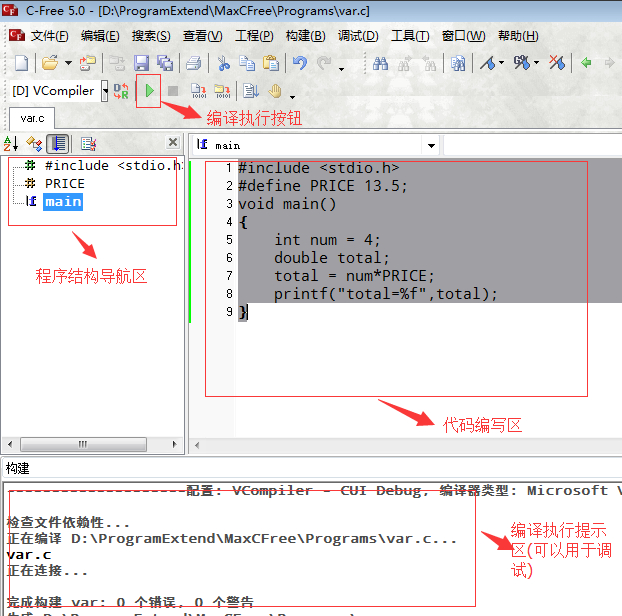 C-Free 5.0 - [D:\ProgramExtend\MaxCFree\Programs\var.c]
文件(F) 编辑(E) 搜索(S) 查看(V) 工程(P) 构建(B) 调试(D) 工具(T) 窗口(W) 帮助(H)
[D] VCompiler
编译执行按钮
var.c
main
#include <stdio.h>
PRICE
main
程序结构导航区
1 #include <stdio.h>
2 #define PRICE 13.5;
3 void main()
4 {
5 int num = 4;
6 double total;
7 total = num*PRICE;
8 printf("total=%f",total);
9 }
代码编写区
构建
--------------------配置: VCompiler - CUI Debug, 编译器类型: Microsoft
检查文件依赖性...
正在编译 D:\ProgramExtend\MaxCFree\Programs\var.c...
var.c
正在连接...
完成构建 var: 0 个错误, 0 个警告
编译执行提示
区(可以用于调
试)